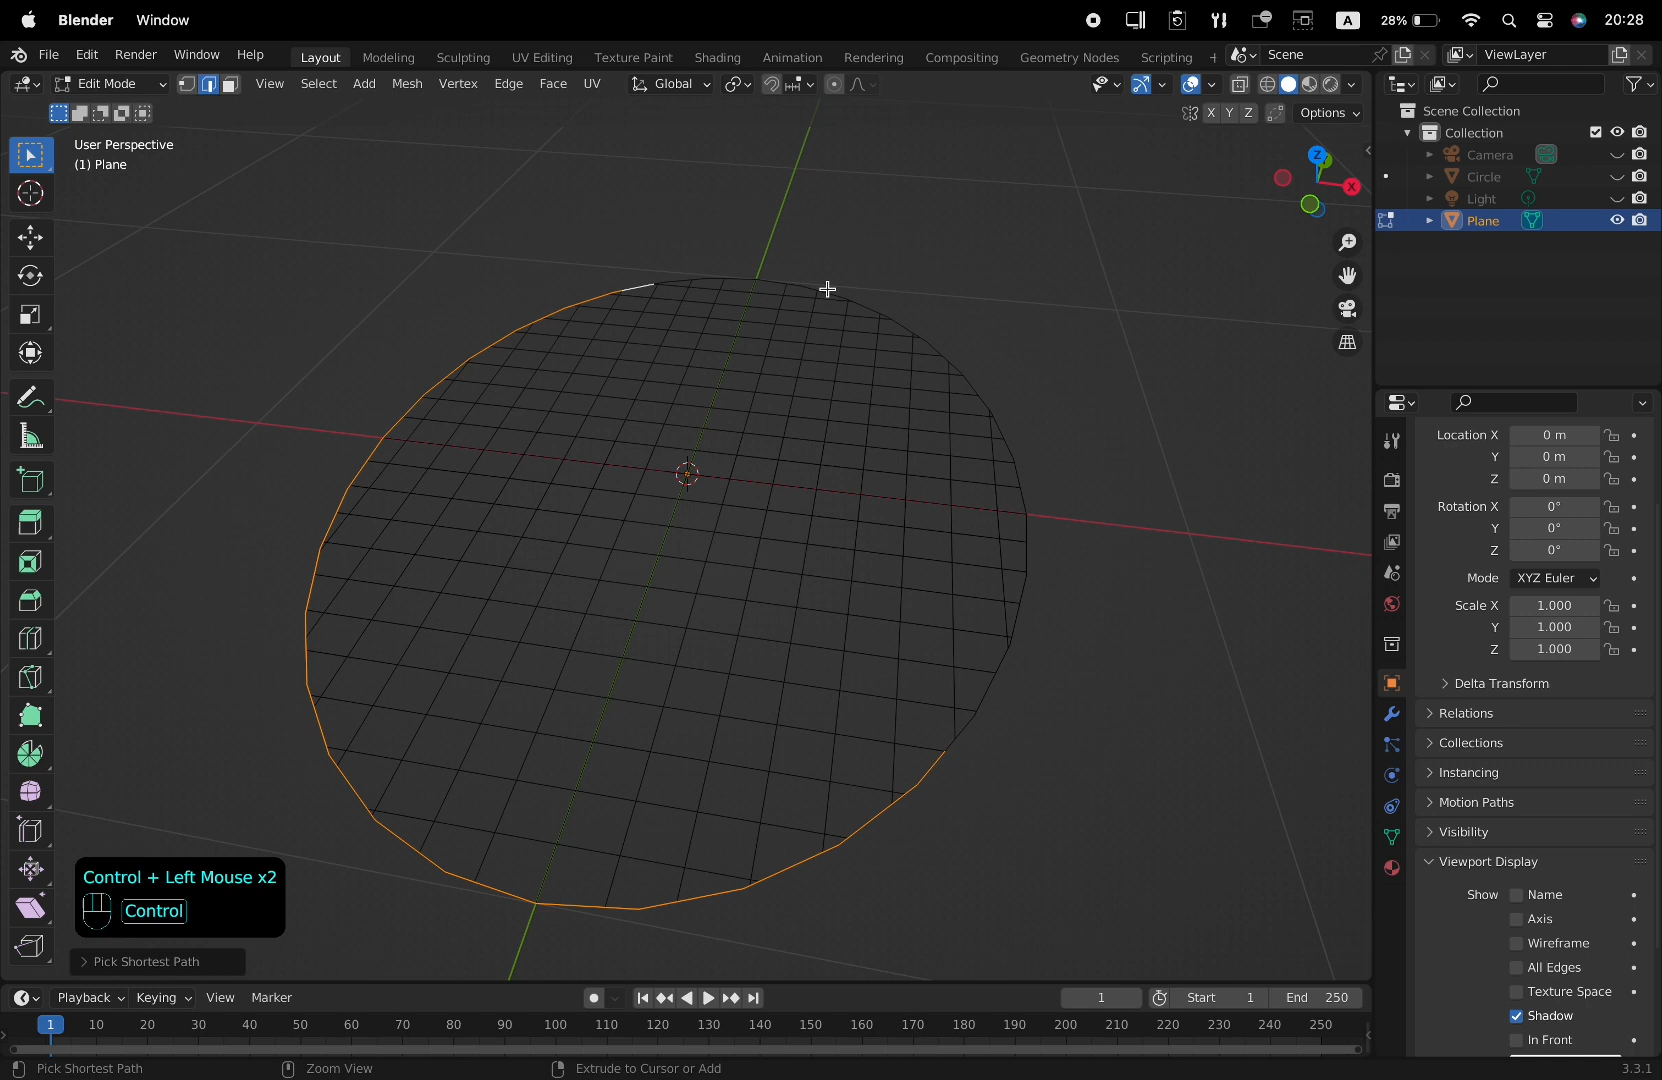 Blender Window A 28% 20:28
File Edit Render Window Help Layout Modeling Sculpting UV Editing Texture Paint Shading Animation Rendering Compositing Geometry Nodes Scripting + Scene ViewLayer
Edit Mode View Select Add Mesh Vertex Edge Face UV Global
X Y Z Options
User Perspective
(1) Plane
Z
X
Scene Collection
Collection
Camera
Circle
Light
Plane
Location X 0 m
Y 0 m
Z 0 m
Rotation X 0°
Y 0°
Z 0°
Mode XYZ Euler
Scale X 1.000
Y 1.000
Z 1.000
Delta Transform
Relations
Collections
Instancing
Motion Paths
Visibility
Viewport Display
Show Name
Axis
Wireframe
All Edges
Texture Space
Shadow
In Front
Control + Left Mouse x2
Control
Pick Shortest Path
Playback Keying View Marker 1 Start 1 End 250
1 10 20 30 40 50 60 70 80 90 100 110 120 130 140 150 160 170 180 190 200 210 220 230 240 250
Pick Shortest Path Zoom View Extrude to Cursor or Add 3.3.1